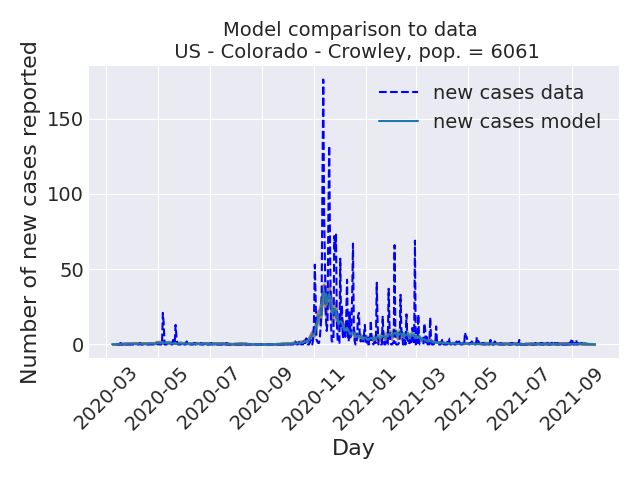 Model comparison to data
US - Colorado - Crowley, pop. = 6061
Number of new cases reported
150
100
50
0
new cases data
new cases model
2020-03
2020-05
2020-07
2020-09
2020-11
2021-01
2021-03
2021-05
2021-07
2021-09
Day